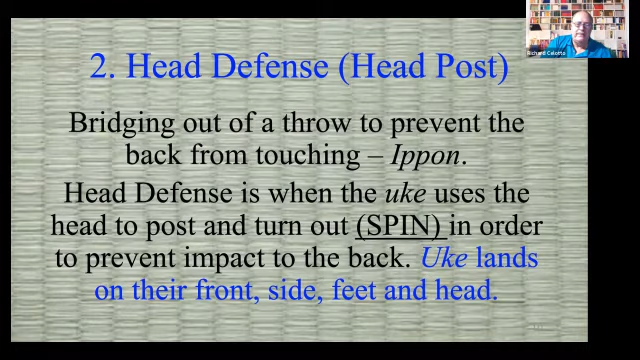 Richard Celotto
2. Head Defense (Head Post)
Bridging out of a throw to prevent the
back from touching – Ippon.
Head Defense is when the uke uses the
head to post and turn out (SPIN) in order
to prevent impact to the back. Uke lands
on their front, side, feet and head.